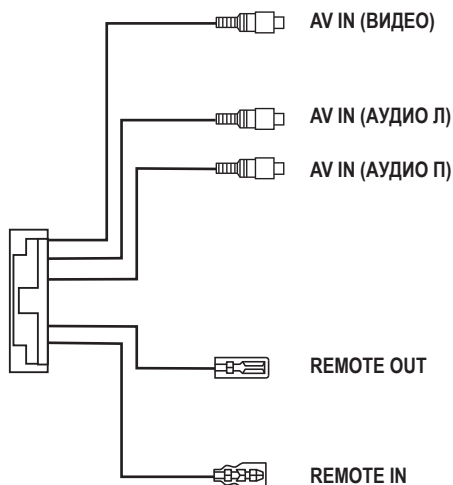 AV IN (ВИДЕО)
AV IN (АУДИО Л)
AV IN (АУДИО П)
REMOTE OUT
REMOTE IN